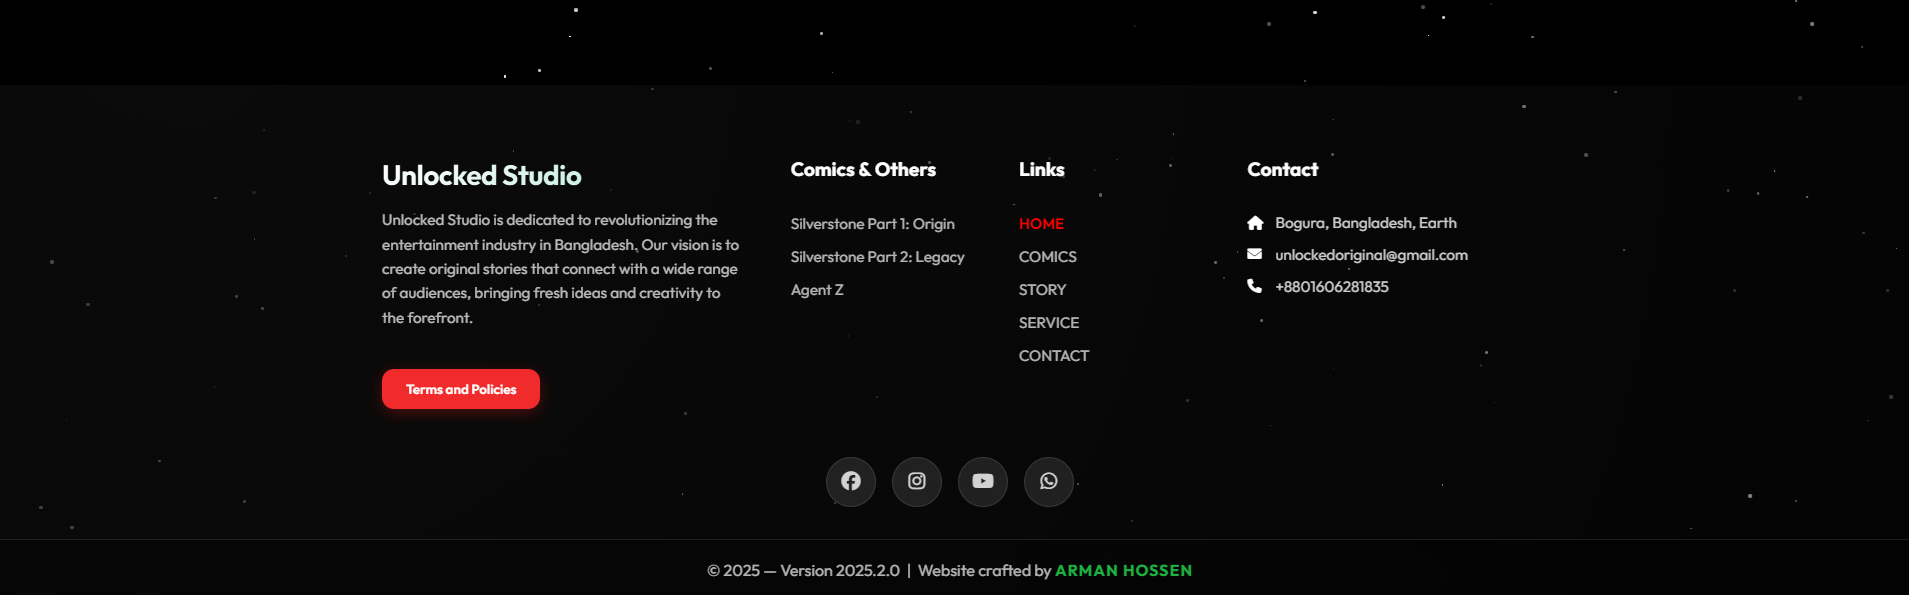 Unlocked Studio
Unlocked Studio is dedicated to revolutionizing the
entertainment industry in Bangladesh, Our vision is to
create original stories that connect with a wide range
of audiences, bringing fresh ideas and creativity to
the forefront.
Terms and Policies
Comics & Others
Silverstone Part 1: Origin
Silverstone Part 2: Legacy
Agent Z
Links
HOME
COMICS
STORY
SERVICE
CONTACT
Contact
Bogura, Bangladesh, Earth
unlockedoriginal@gmail.com
+8801606281835
© 2025 — Version 2025.2.0 | Website crafted by ARMAN HOSSEN